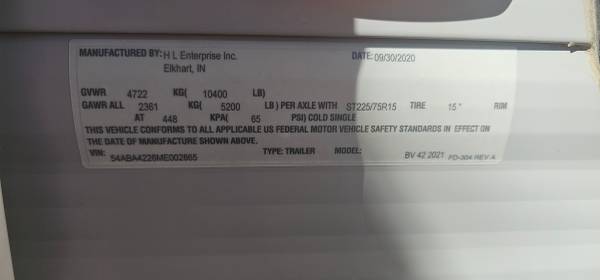 MANUFACTURED BY: H L Enterprise Inc. DATE: 09/30/2020
Elkhart, IN
GVWR 4722 KG( 10400 LB)
GAWR ALL 2361 KG( 5200 LB) PER AXLE WITH ST225/75R15 TIRE 15" RIM
AT 448 KPA( 65 PSI) COLD SINGLE
THIS VEHICLE CONFORMS TO ALL APPLICABLE US FEDERAL MOTOR VEHICLE SAFETY STANDARDS IN EFFECT ON
THE DATE OF MANUFACTURE SHOWN ABOVE.
VIN: 54ABA4226ME002665 TYPE: TRAILER MODEL: BV 42 2021 PD-304 REV A